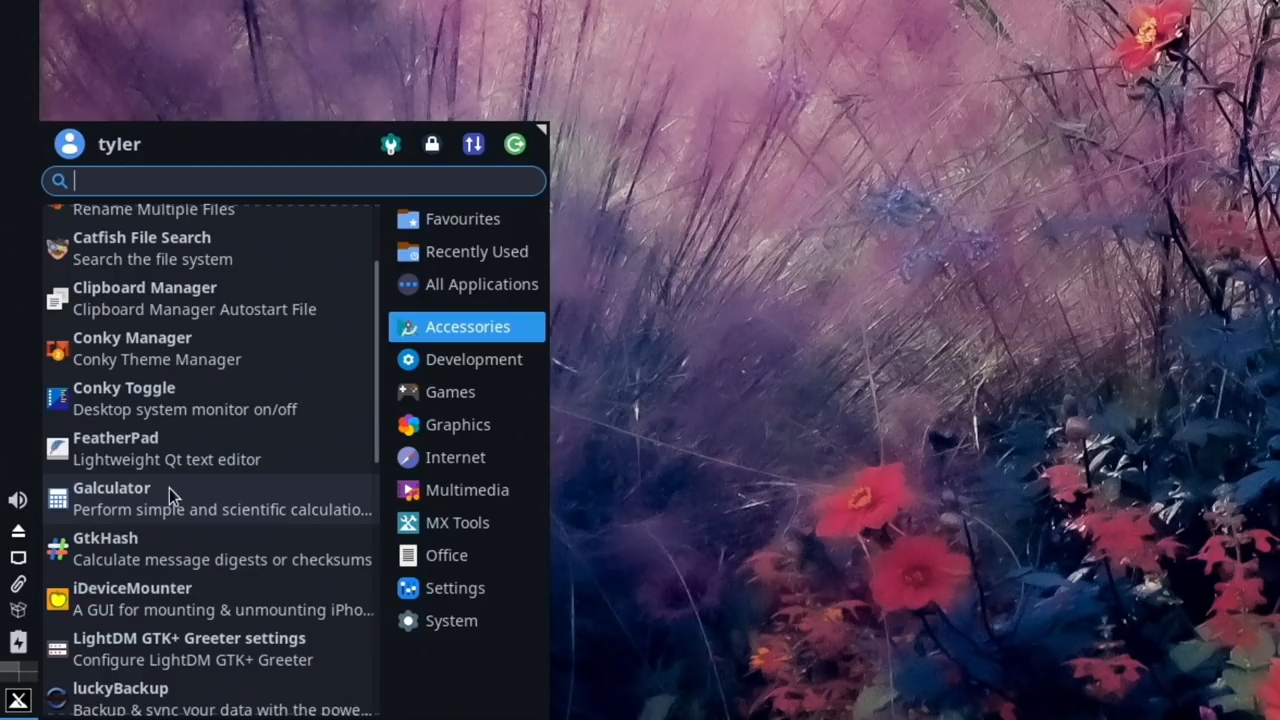 tyler
Rename Multiple Files
Catfish File Search
Search the file system
Clipboard Manager
Clipboard Manager Autostart File
Conky Manager
Conky Theme Manager
Conky Toggle
Desktop system monitor on/off
FeatherPad
Lightweight Qt text editor
Galculator
Perform simple and scientific calculatio...
GtkHash
Calculate message digests or checksums
iDeviceMounter
A GUI for mounting & unmounting iPho...
LightDM GTK+ Greeter settings
Configure LightDM GTK+ Greeter
luckyBackup
Backup & sync your data with the powe...
Favourites
Recently Used
All Applications
Accessories
Development
Games
Graphics
Internet
Multimedia
MX Tools
Office
Settings
System